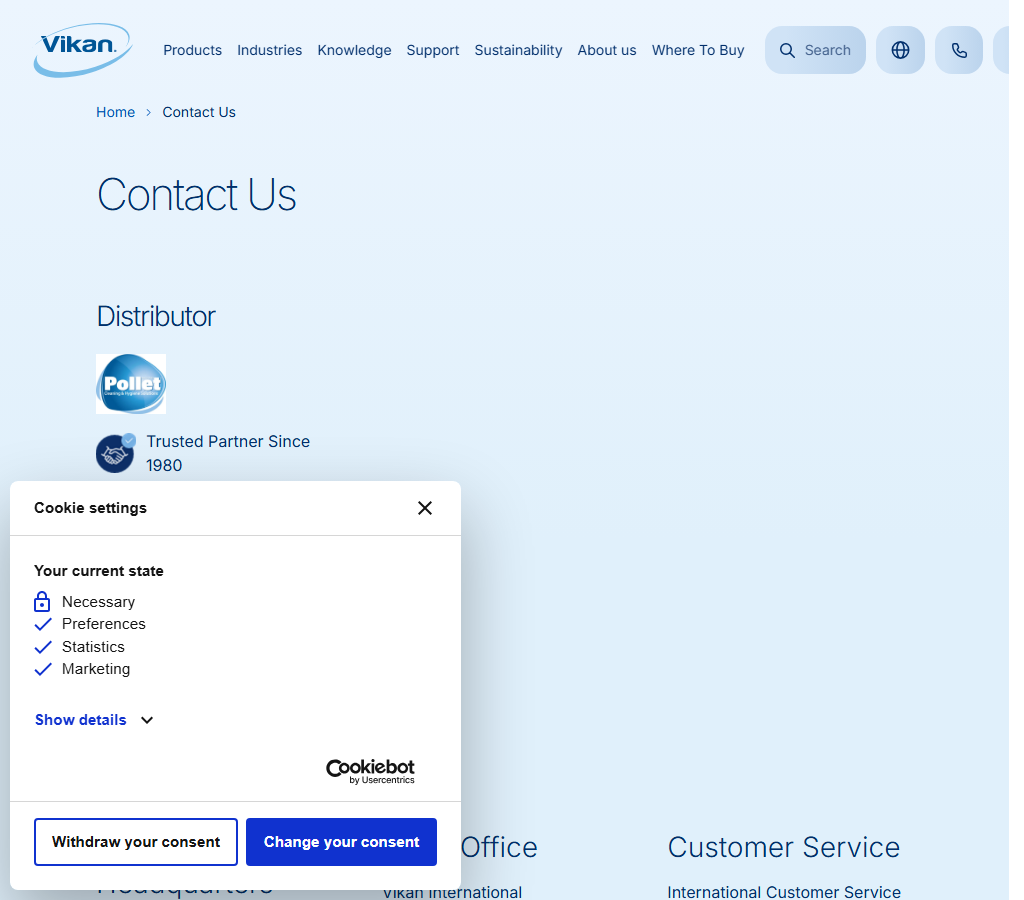 Vikan.
Products Industries Knowledge Support Sustainability About us Where To Buy Search
Home Contact Us
Contact Us
Distributor
Pollet
Trusted Partner Since
1980
Cookie settings
Your current state
Necessary
Preferences
Statistics
Marketing
Show details
Cookiebot
by Usercentrics
Withdraw your consent Change your consent
Office
Customer Service
Headquarters
Vikan International
International Customer Service